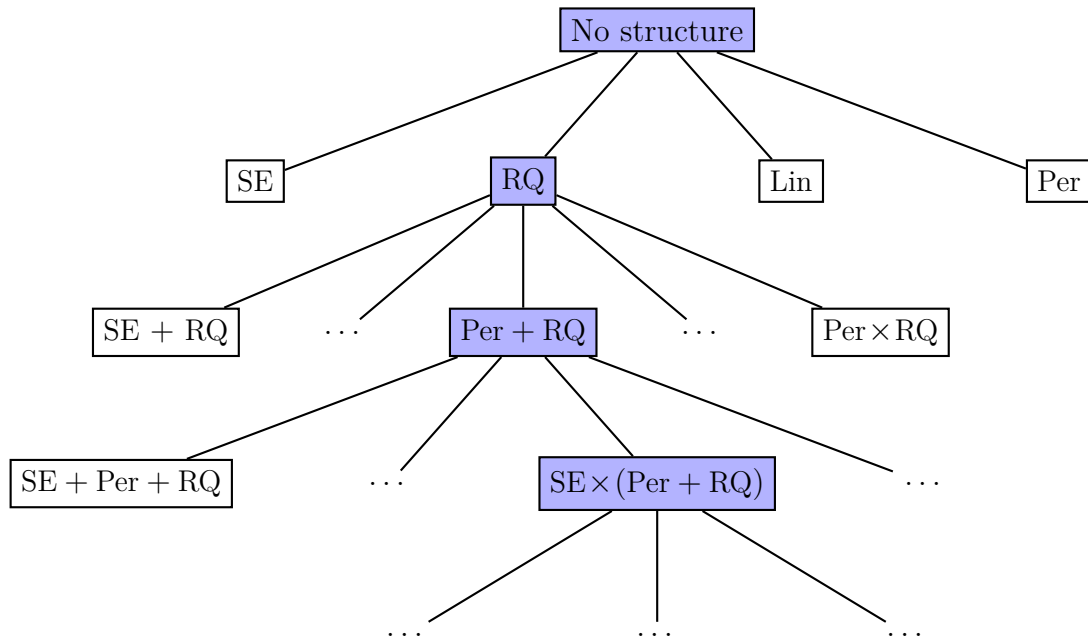 No structure
SE RQ Lin Per
SE + RQ ... Per + RQ ... Per×RQ
SE + Per + RQ ... SE×(Per + RQ) ...
... ... ...